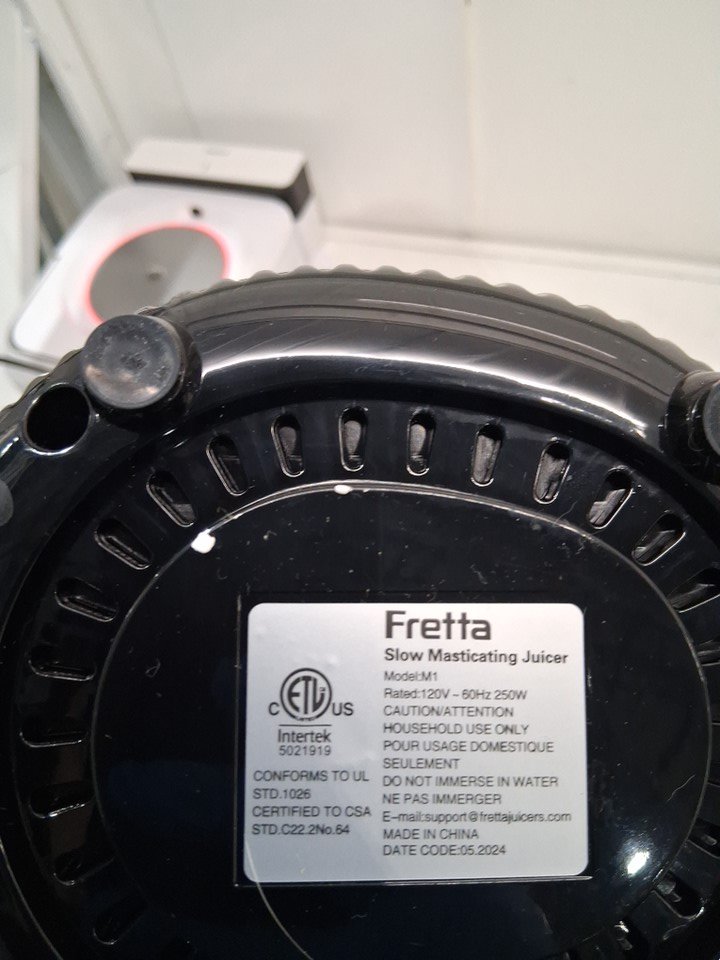 Fretta
Slow Masticating Juicer
Model:M1
Rated:120V ~ 60Hz 250W
CAUTION/ATTENTION
HOUSEHOLD USE ONLY
POUR USAGE DOMESTIQUE
SEULEMENT
DO NOT IMMERSE IN WATER
NE PAS IMMERGER
E-mail:support@frettajuicers.com
MADE IN CHINA
DATE CODE:05.2024
C ETL US
Intertek
5021919
CONFORMS TO UL
STD.1026
CERTIFIED TO CSA
STD.C22.2No.64